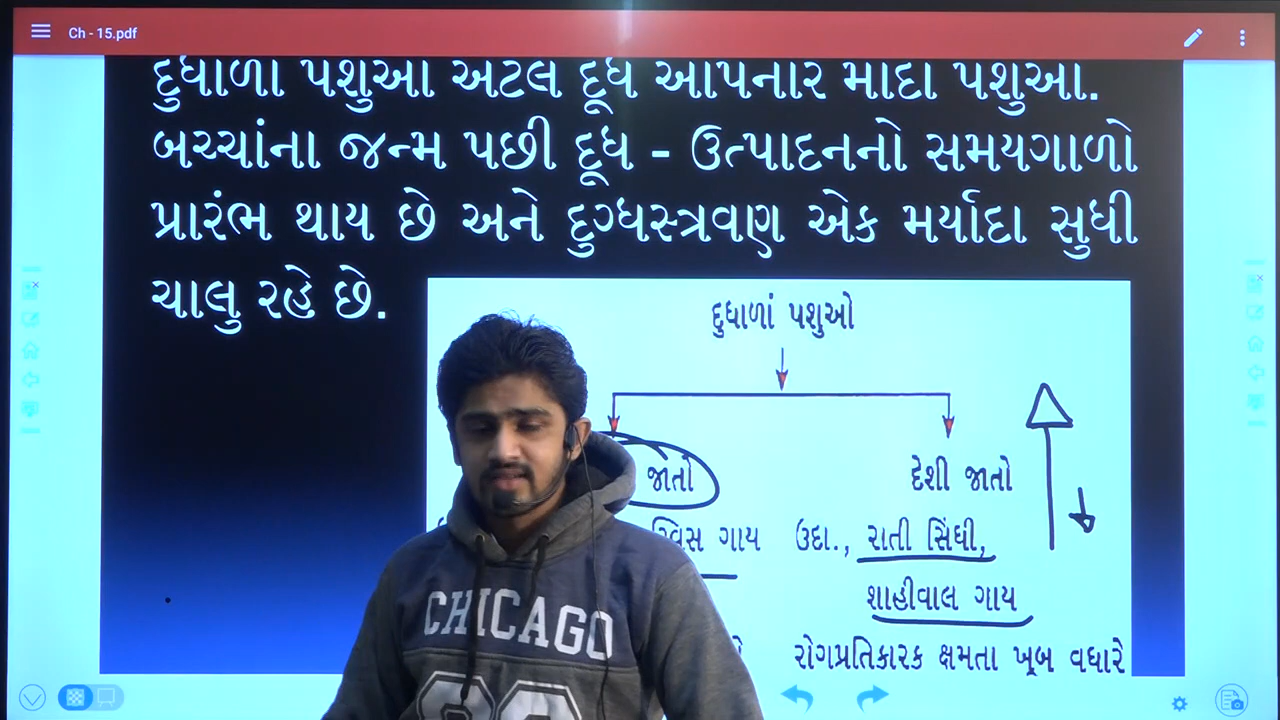 Ch - 15.pdf
દુધાળા પશુઓ એટલે દૂધ આપનાર માદા પશુઓ.
બચ્ચાંના જન્મ પછી દૂધ - ઉત્પાદનનો સમયગાળો
પ્રારંભ થાય છે અને દુગ્ધસ્ત્રવણ એક મર્યાદા સુધી
ચાલુ રહે છે.
દુધાળાં પશુઓ
જાતો
દેશી જાતો
ગાય
ઉદા., રાતી સિંધી,
શાહીવાલ ગાય
રોગપ્રતિકારક ક્ષમતા ખૂબ વધારે
CHICAGO